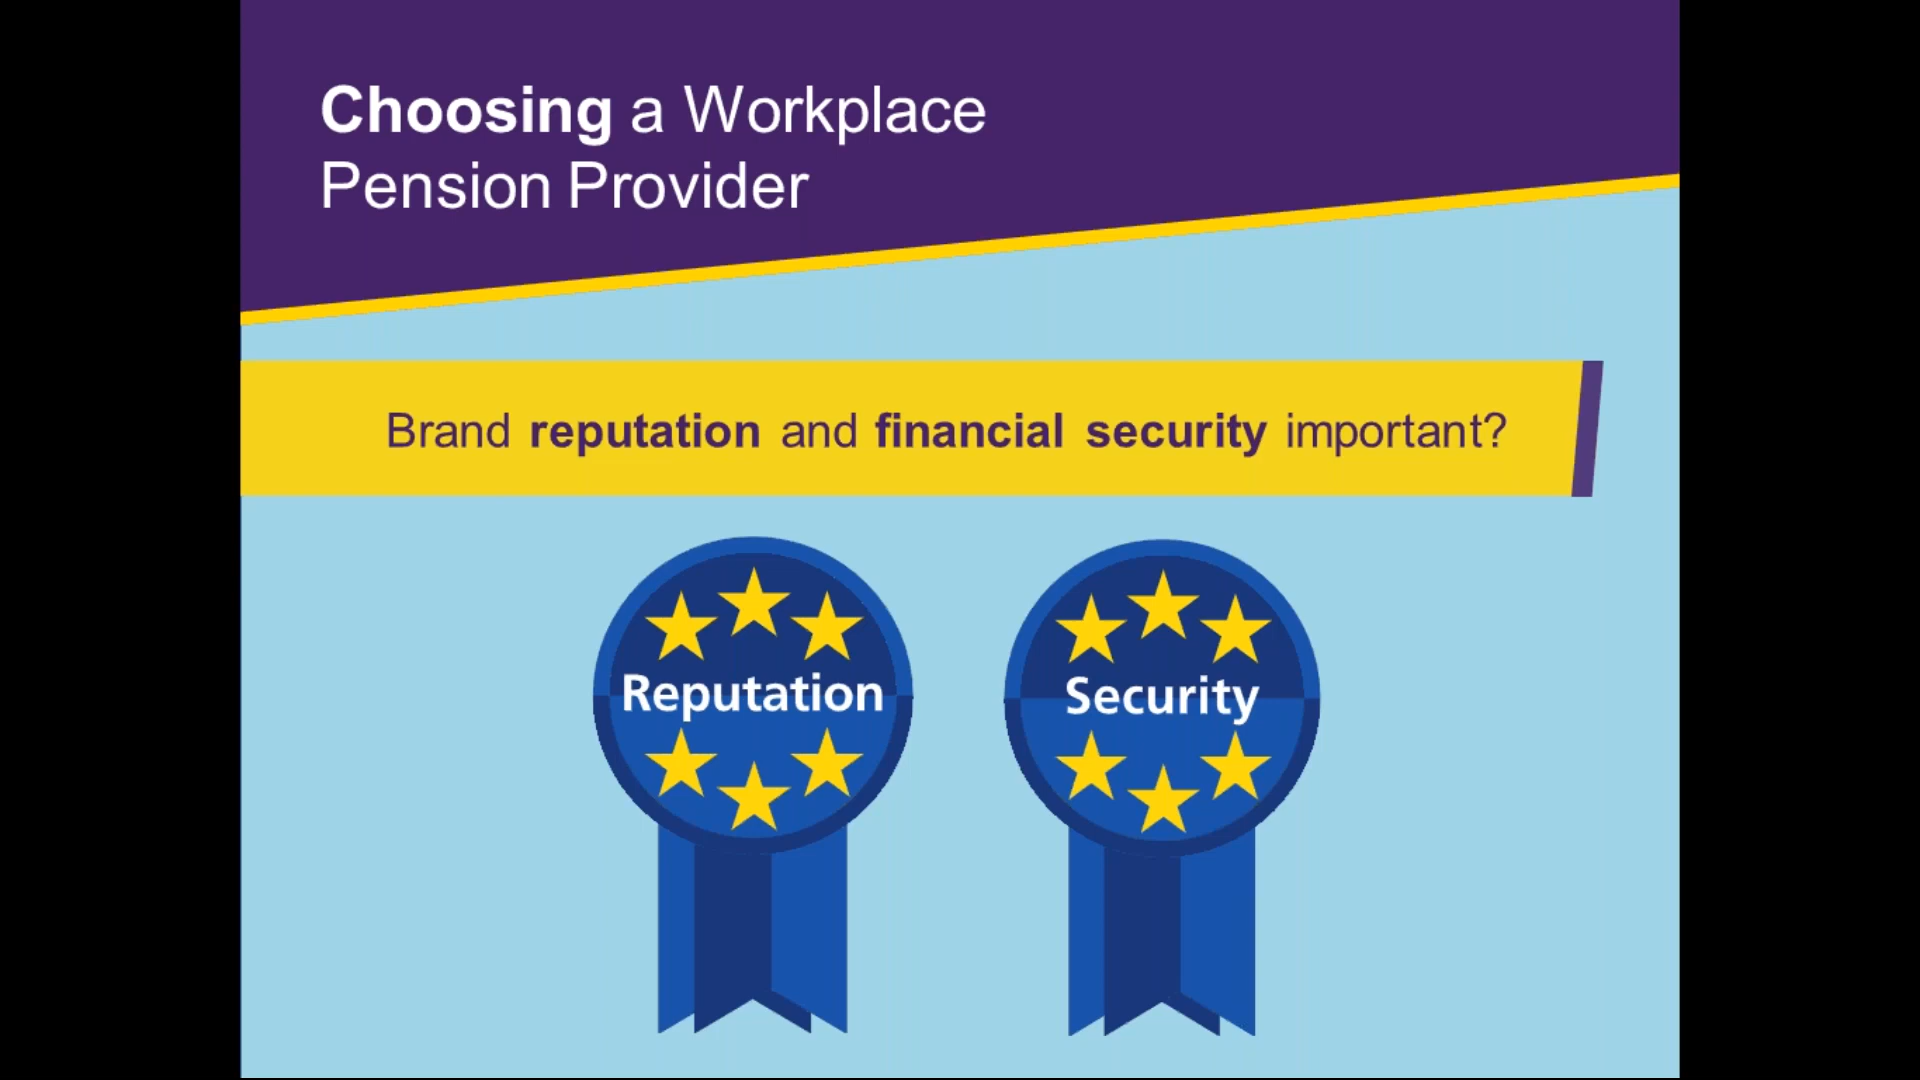 Choosing a Workplace
Pension Provider
Brand reputation and financial security important?
Reputation
Security